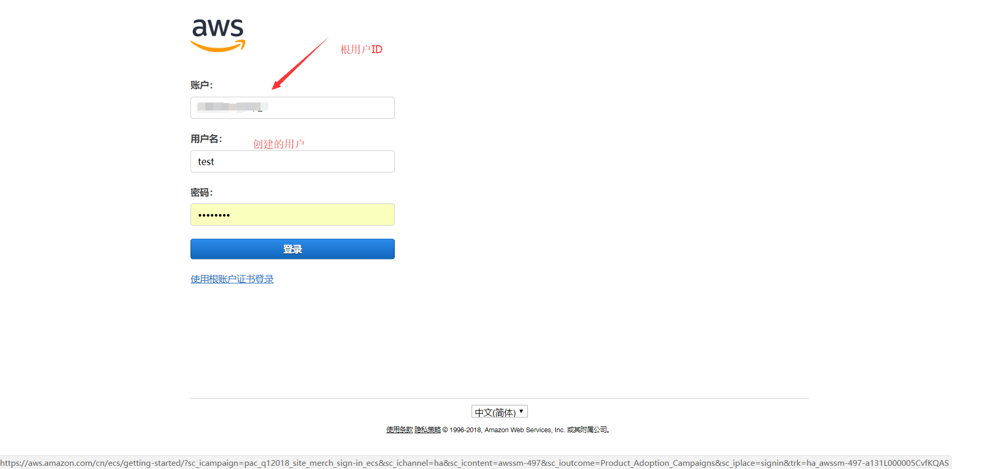 aws
根用户ID
账户：
用户名：
创建的用户
test
密码：
••••••••
登录
使用根账户证书登录
中文(简体) ▼
使用条款 隐私策略 © 1996-2018, Amazon Web Services, Inc. 或其附属公司。
https://aws.amazon.com/cn/ecs/getting-started/?sc_icampaign=pac_q12018_site_merch_sign-in_ecs&sc_ichannel=ha&sc_icontent=awssm-497&sc_ioutcome=Product_Adoption_Campaigns&sc_iplace=signin&trk=ha_awssm-497-a131L000005CvfKQAS